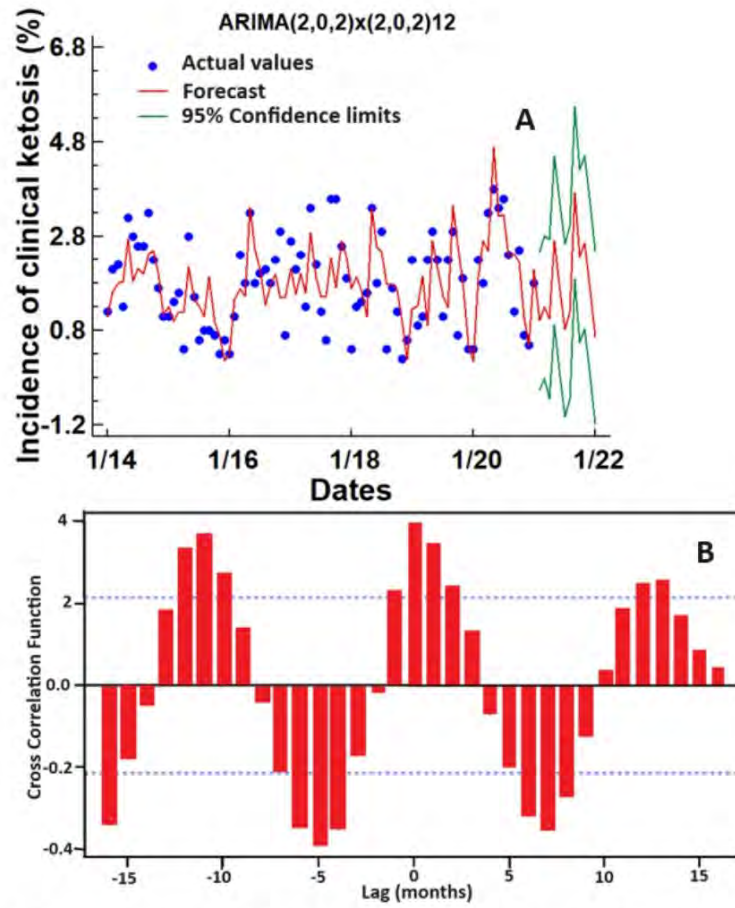 ARIMA(2,0,2)x(2,0,2)12
Incidence of clinical ketosis (%)
6.8
4.8
2.8
0.8
-1.2
Actual values
Forecast
95% Confidence limits
A
1/14 1/16 1/18 1/20 1/22
Dates
Cross Correlation Function
4
2
0.0
-0.2
-0.4
B
-15 -10 -5 0 5 10 15
Lag (months)